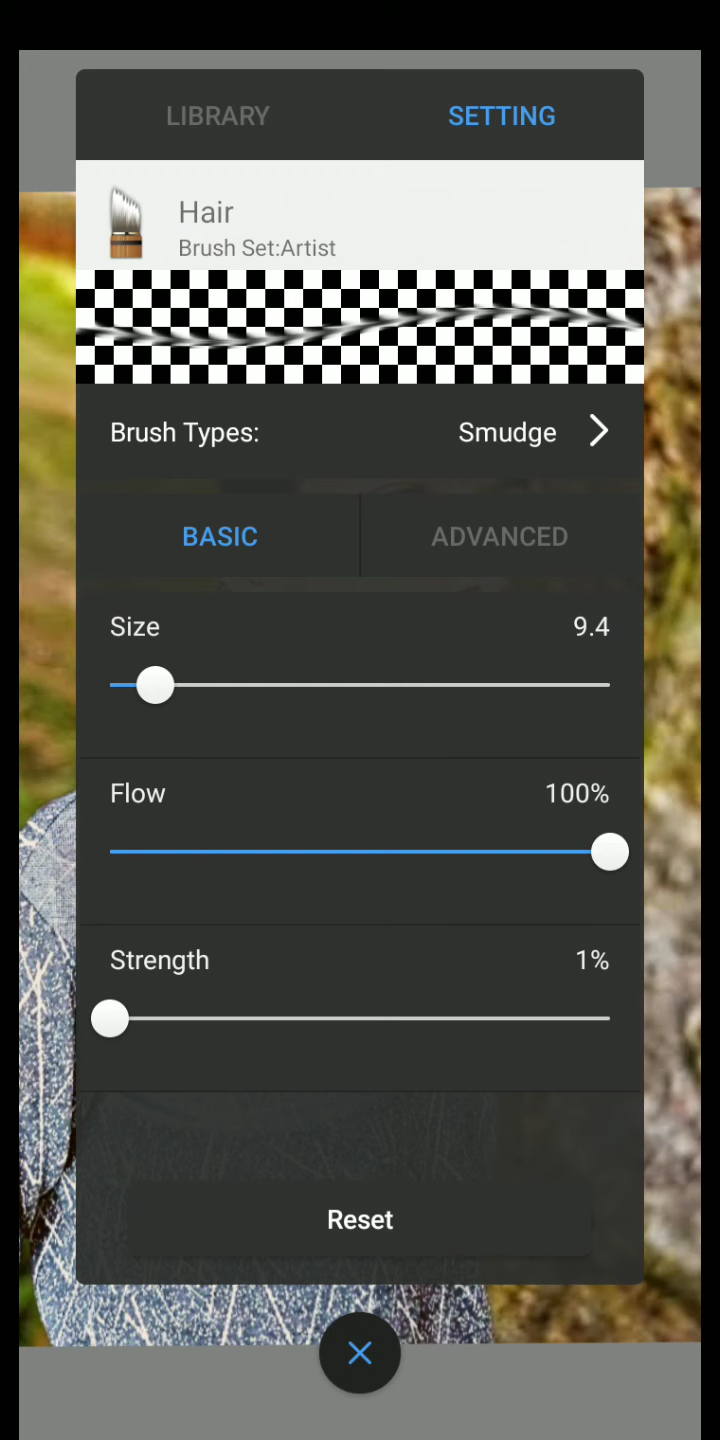 LIBRARY SETTING
Hair
Brush Set:Artist
Brush Types: Smudge
BASIC ADVANCED
Size 9.4
Flow 100%
Strength 1%
Reset